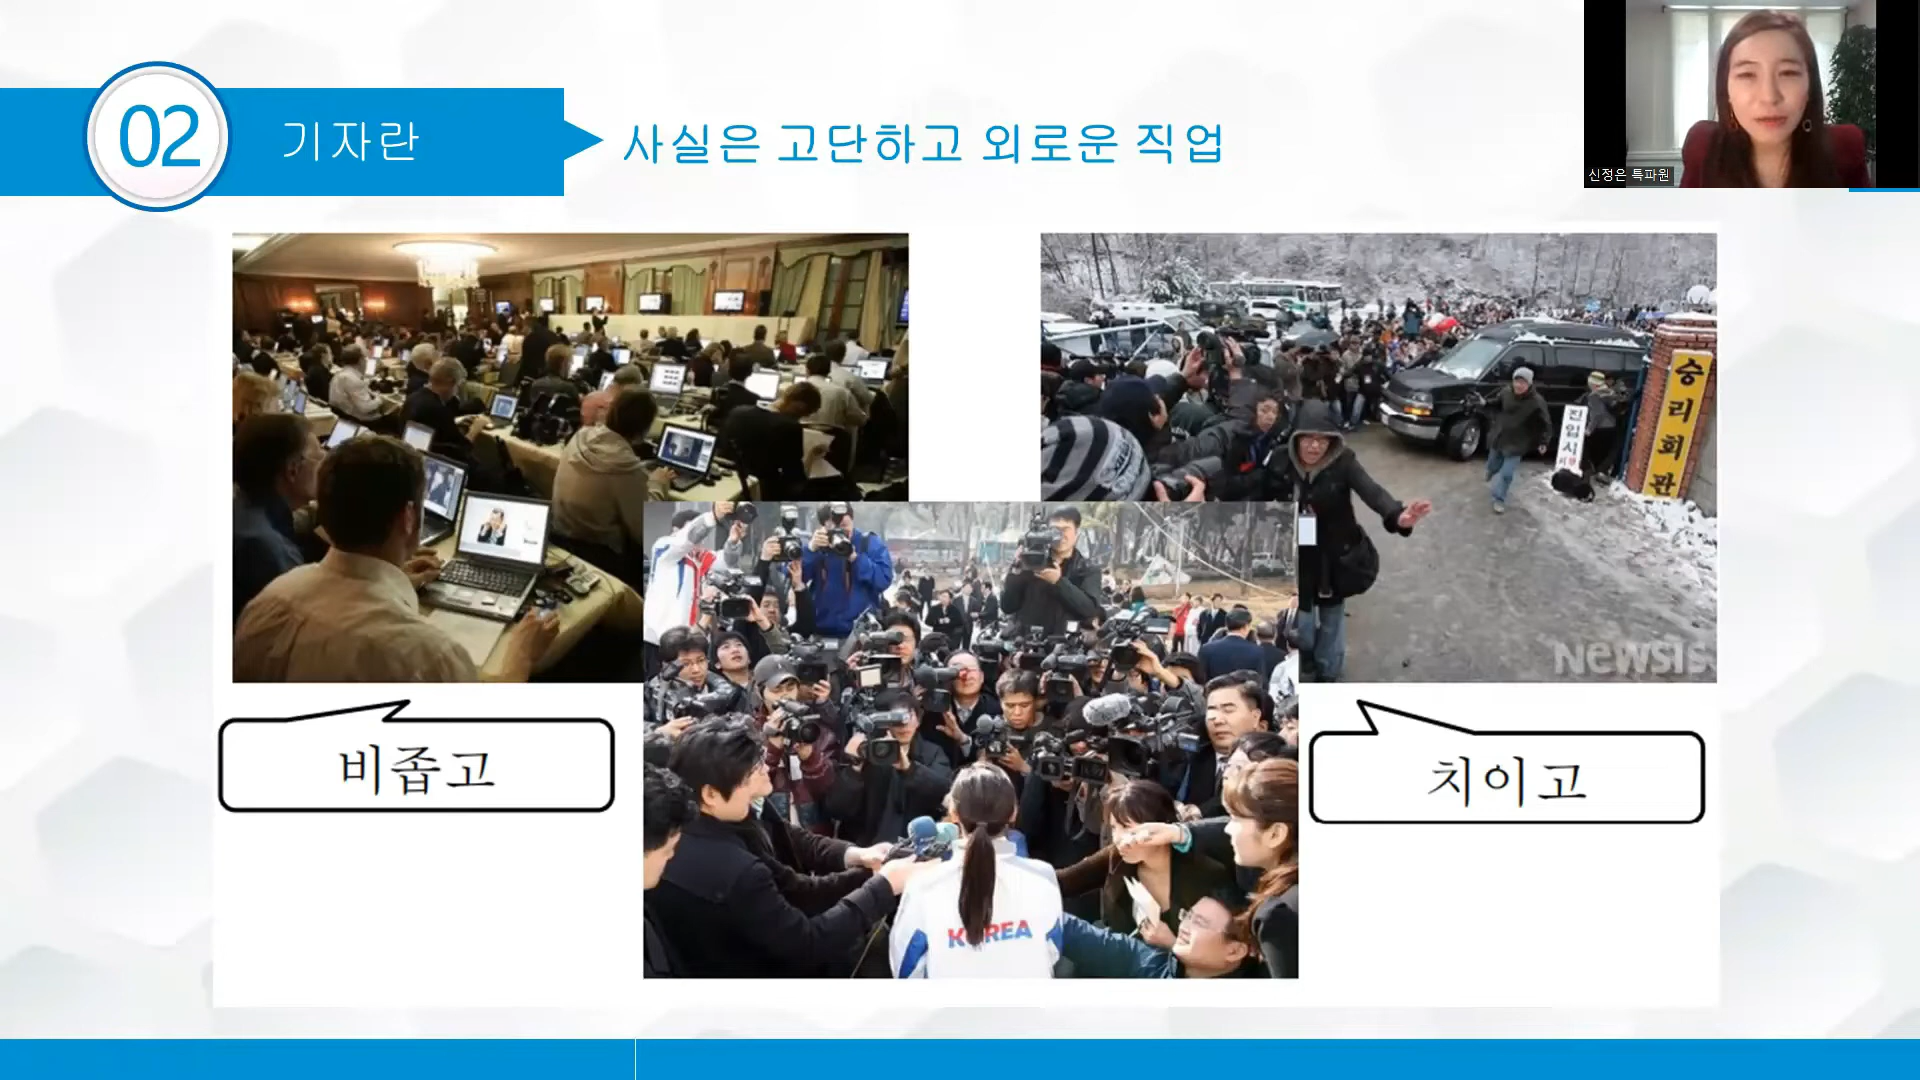 02
기자란
사실은 고단하고 외로운 직업
신정은 특파원
승리회관
진입시
Newsis
비좁고
치이고
KOREA